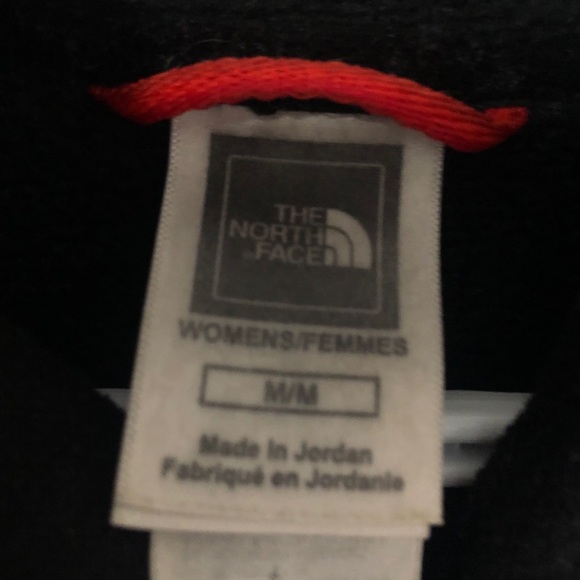 THE
NORTH
FACE
WOMENS/FEMMES
M/M
Made in Jordan
Fabriqué en Jordanie